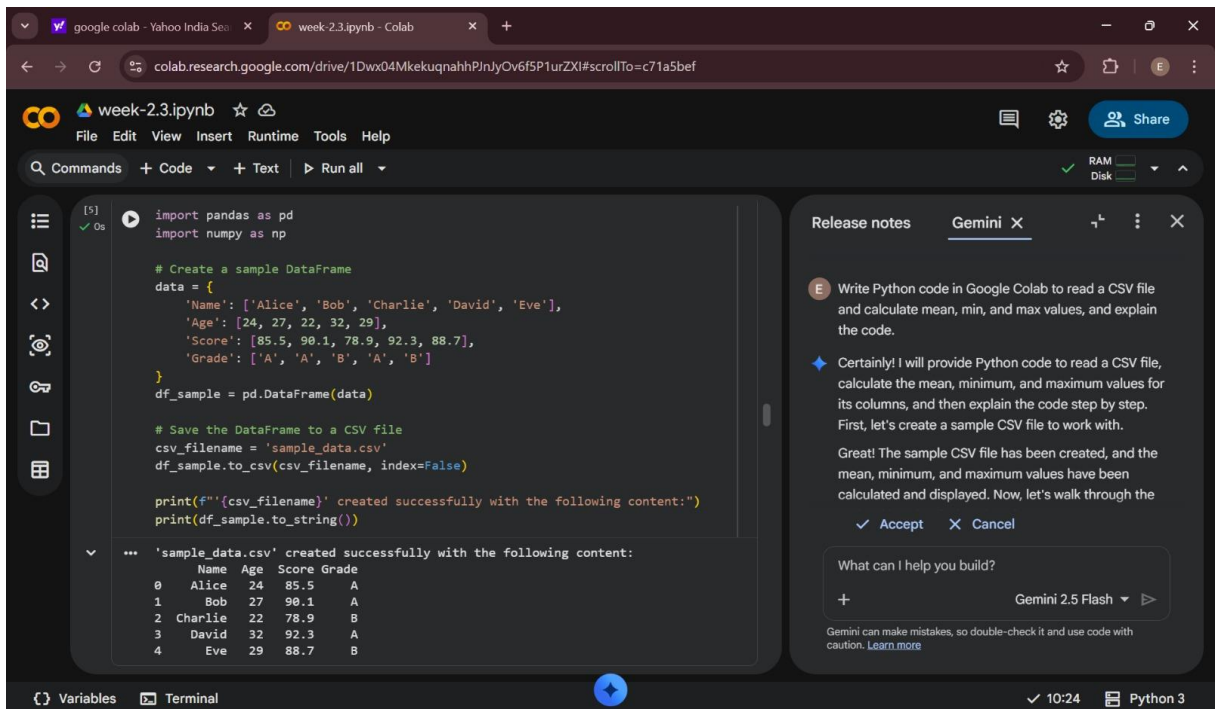 google colab - Yahoo India Sea
week-2.3.ipynb - Colab
colab.research.google.com/drive/1Dwx04MkekuqnahhPJnJyOv6f5P1urZXI#scrollTo=c71a5bef
E
CO
week-2.3.ipynb
File Edit View Insert Runtime Tools Help
Share
Commands + Code + Text Run all
RAM
Disk
[5]
0s
import pandas as pd
import numpy as np
# Create a sample DataFrame
data = {
    'Name': ['Alice', 'Bob', 'Charlie', 'David', 'Eve'],
    'Age': [24, 27, 22, 32, 29],
    'Score': [85.5, 90.1, 78.9, 92.3, 88.7],
    'Grade': ['A', 'A', 'B', 'A', 'B']
}
df_sample = pd.DataFrame(data)
# Save the DataFrame to a CSV file
csv_filename = 'sample_data.csv'
df_sample.to_csv(csv_filename, index=False)
print(f"'{csv_filename}' created successfully with the following content:")
print(df_sample.to_string())
'sample_data.csv' created successfully with the following content:
Name Age Score Grade
0 Alice 24 85.5 A
1 Bob 27 90.1 A
2 Charlie 22 78.9 B
3 David 32 92.3 A
4 Eve 29 88.7 B
Release notes Gemini
E
Write Python code in Google Colab to read a CSV file
and calculate mean, min, and max values, and explain
the code.
Certainly! I will provide Python code to read a CSV file,
calculate the mean, minimum, and maximum values for
its columns, and then explain the code step by step.
First, let's create a sample CSV file to work with.
Great! The sample CSV file has been created, and the
mean, minimum, and maximum values have been
calculated and displayed. Now, let's walk through the
Accept Cancel
What can I help you build?
+ Gemini 2.5 Flash
Gemini can make mistakes, so double-check it and use code with
caution. Learn more
{} Variables Terminal
10:24 Python 3